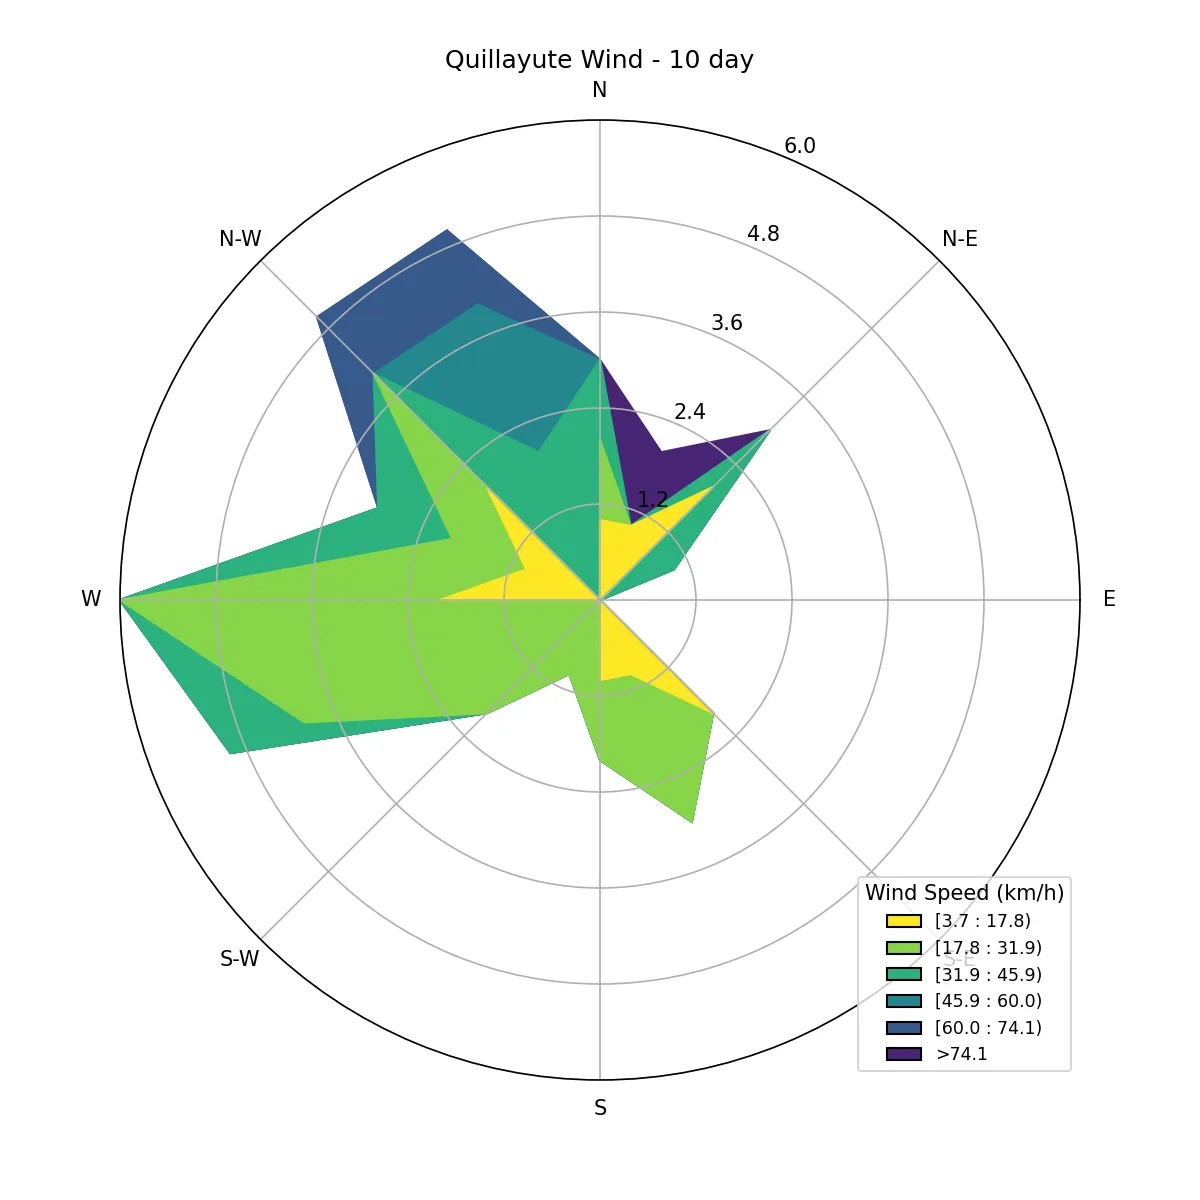 Quillayute Wind - 10 day
N
6.0
N-W
4.8
N-E
3.6
2.4
1.2
W
E
Wind Speed (km/h)
[3.7 : 17.8)
[17.8 : 31.9)
S-W
S-E
[31.9 : 45.9)
[45.9 : 60.0)
[60.0 : 74.1)
>74.1
S